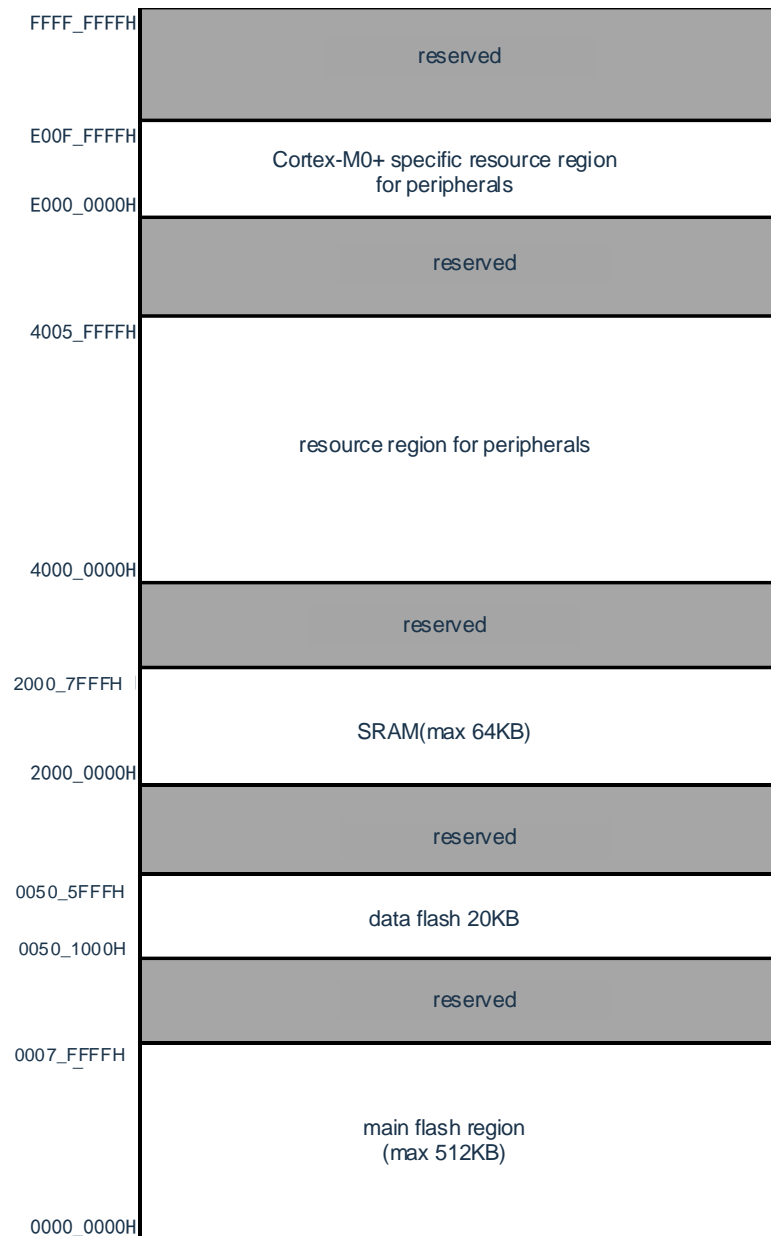 FFFF_FFFFH
reserved
E00F_FFFFH
Cortex-M0+ specific resource region
for peripherals
E000_0000H
reserved
4005_FFFFH
resource region for peripherals
4000_0000H
reserved
2000_7FFFH
SRAM(max 64KB)
2000_0000H
reserved
0050_5FFFH
data flash 20KB
0050_1000H
reserved
0007_FFFFH
main flash region
(max 512KB)
0000_0000H